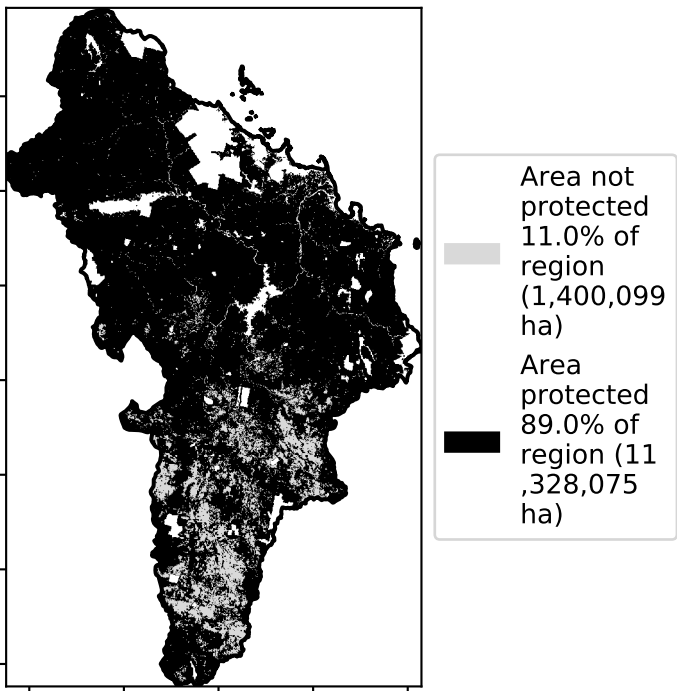 Area not
protected
11.0% of
region
(1,400,099
ha)
Area
protected
89.0% of
region (11
,328,075
ha)